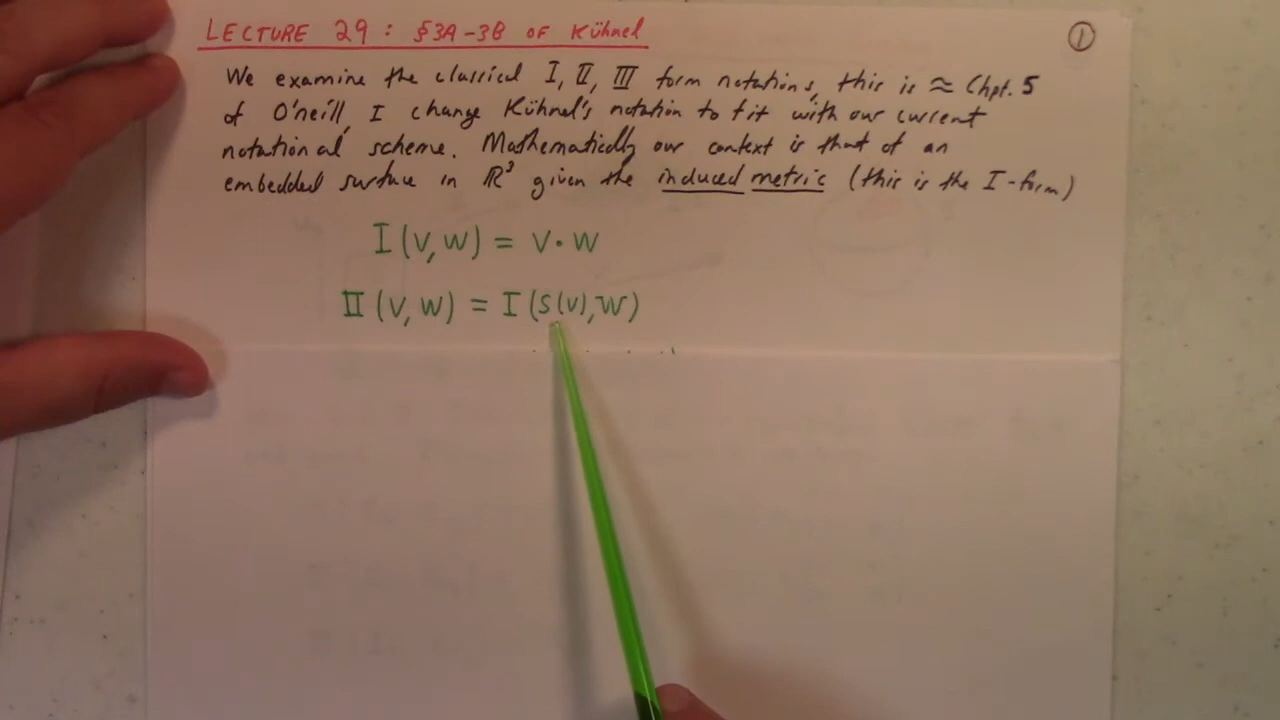 LECTURE 29 : §3A-3B OF Kühnel
①
We examine the classical I, II, III form notations, this is ≈ Chpt. 5
of O'neill, I change Kühnel's notation to fit with our current
notational scheme. Mathematically our context is that of an
embedded surface in ℝ³ given the induced metric (this is the I-form)
I(V, W) = V • W
II(V, W) = I(S(V), W)